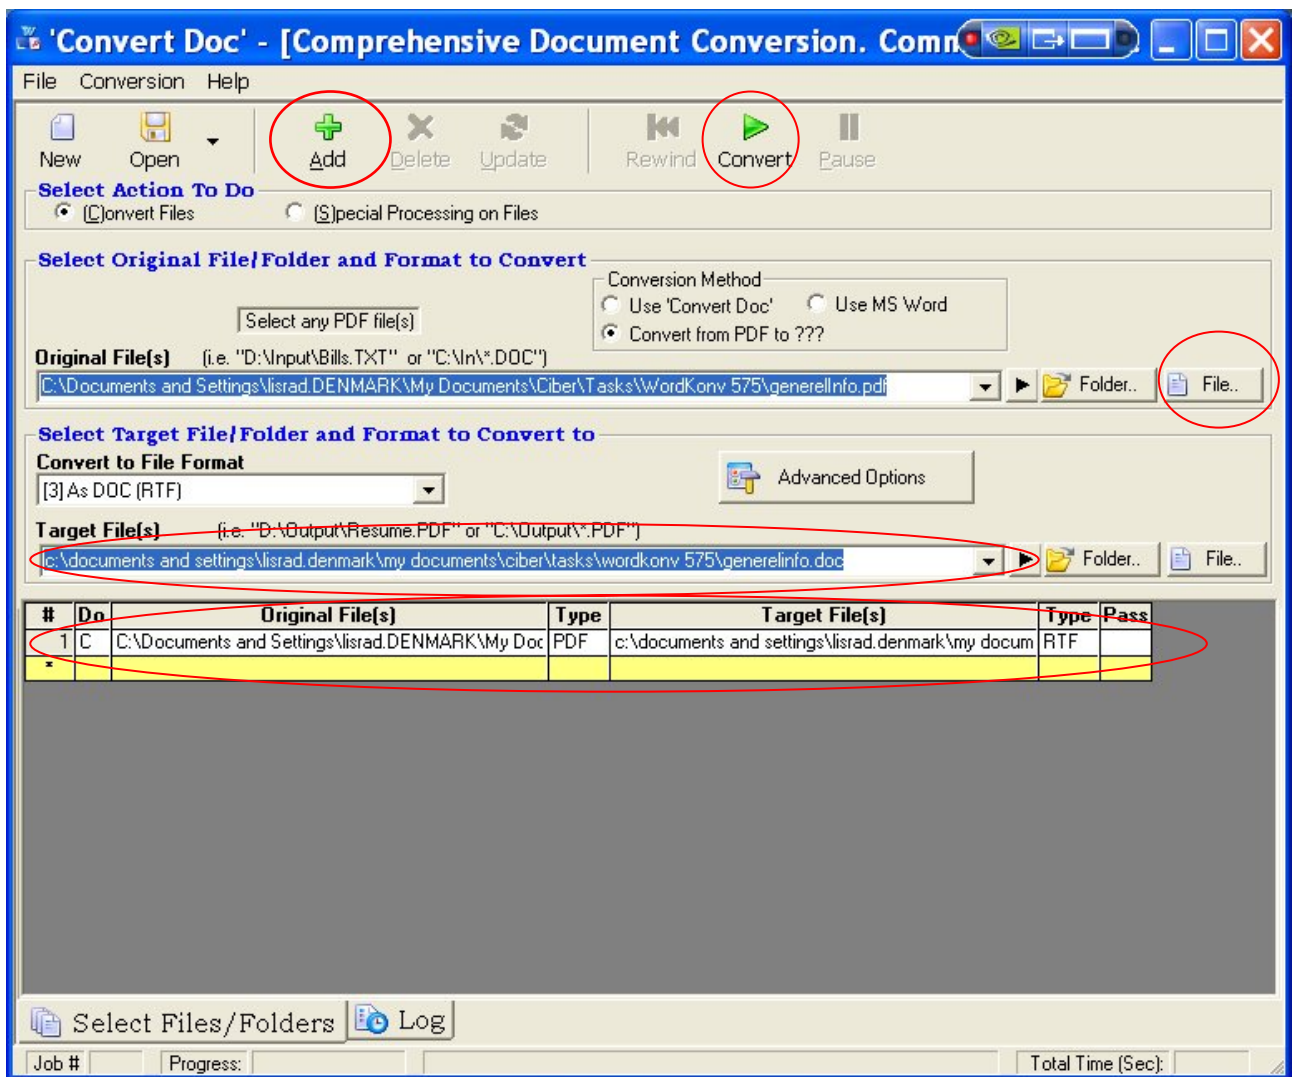 'Convert Doc' - [Comprehensive Document Conversion. Comm
File Conversion Help
New Open Add Delete Update Rewind Convert Pause
Select Action To Do
(C)onvert Files (S)pecial Processing on Files
Select Original File/Folder and Format to Convert
Conversion Method
Use 'Convert Doc' Use MS Word
Select any PDF file(s)
Convert from PDF to ???
Original File(s) (i.e. "D:\Input\Bills.TXT" or "C:\In\*.DOC")
C:\Documents and Settings\lisrad.DENMARK\My Documents\Ciber\Tasks\WordKonv 575\generelInfo.pdf Folder.. File..
Select Target File/Folder and Format to Convert to
Convert to File Format
[3] As DOC (RTF) Advanced Options
Target File(s) (i.e. "D:\Output\Resume.PDF" or "C:\Output\*.PDF")
c:\documents and settings\lisrad.denmark\my documents\ciber\tasks\wordkonv 575\generelinfo.doc Folder.. File..
# Do Original File(s) Type Target File(s) Type Pass
1 C C:\Documents and Settings\lisrad.DENMARK\My Doc PDF c:\documents and settings\lisrad.denmark\my docum RTF
*
Select Files/Folders Log
Job # Progress: Total Time (Sec):